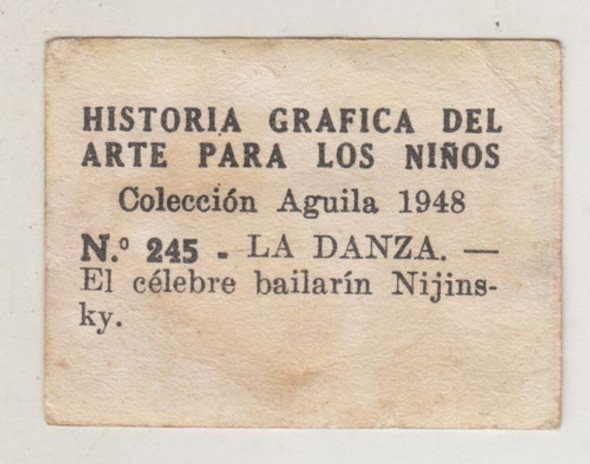 HISTORIA GRAFICA DEL
ARTE PARA LOS NIÑOS
Colección Aguila 1948
N.º 245 - LA DANZA. —
El célebre bailarín Nijins-
ky.